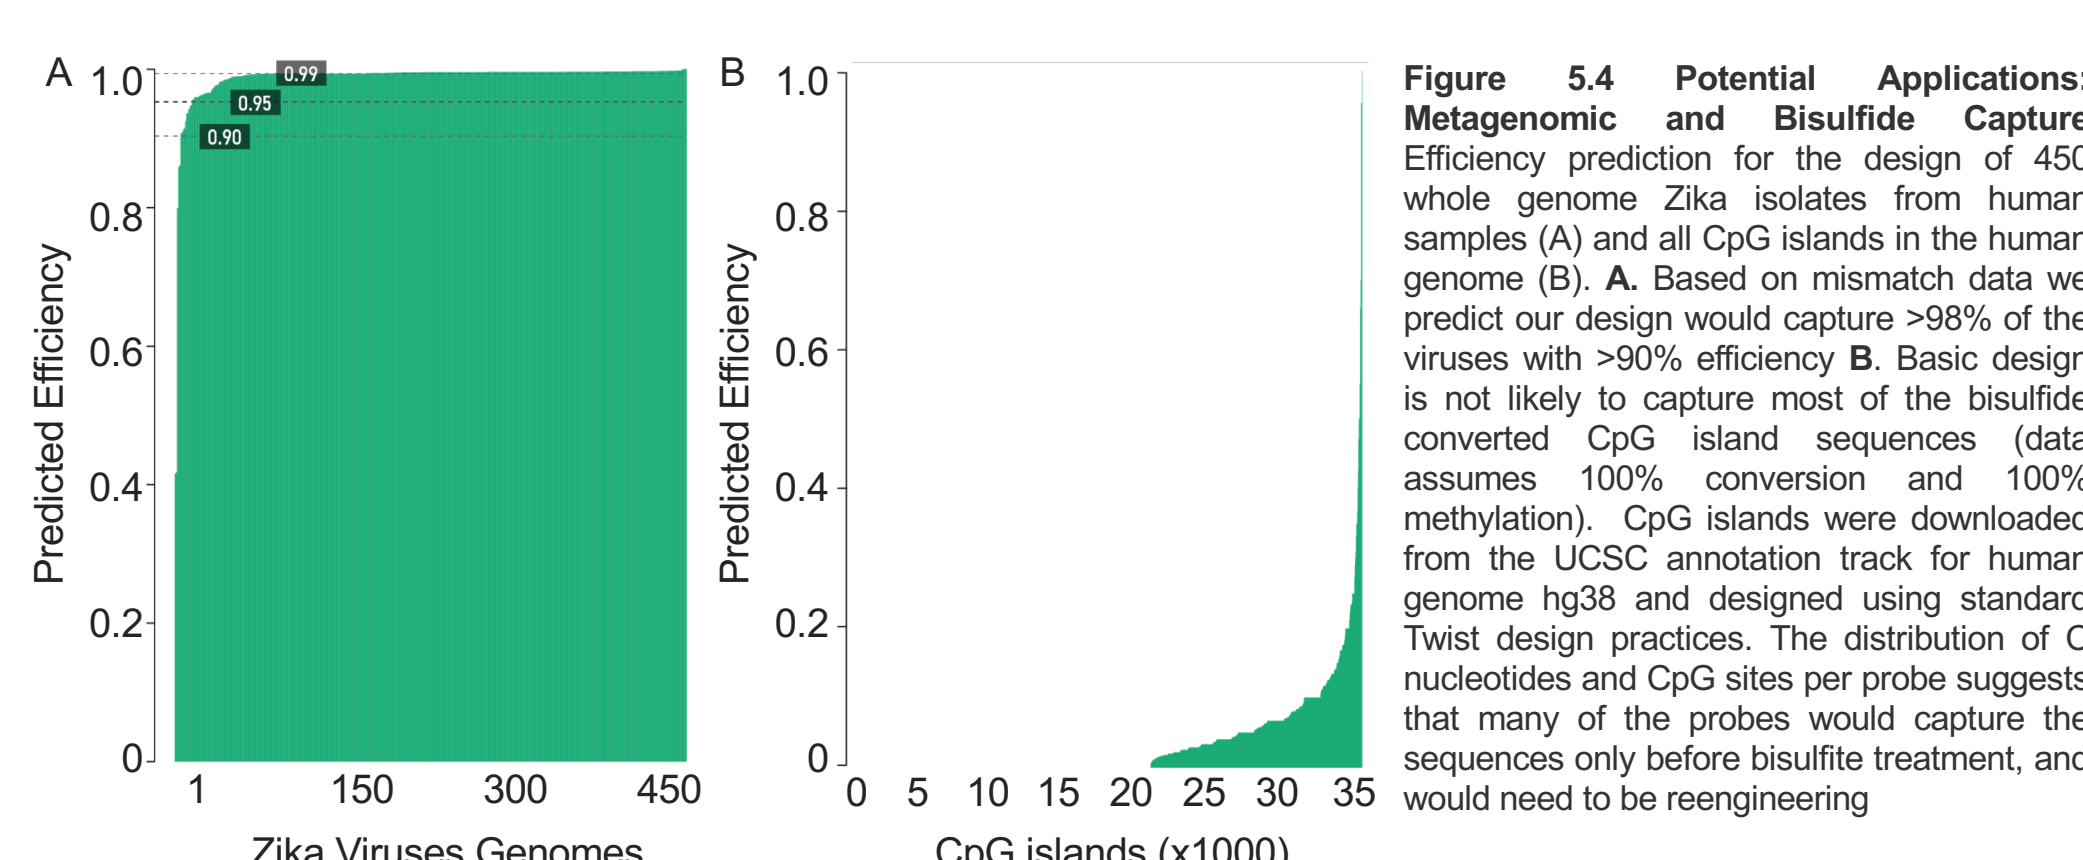 A
1.0
0.99
0.95
0.90
0.8
0.6
0.4
0.2
0
Predicted Efficiency
1 150 300 450
Zika Viruses Genomes
B
1.0
0.8
0.6
0.4
0.2
0
Predicted Efficiency
0 5 10 15 20 25 30 35
CpG islands (x1000)
Figure 5.4 Potential Applications:
Metagenomic and Bisulfide Capture
Efficiency prediction for the design of 450
whole genome Zika isolates from human
samples (A) and all CpG islands in the human
genome (B). A. Based on mismatch data we
predict our design would capture >98% of the
viruses with >90% efficiency B. Basic design
is not likely to capture most of the bisulfide
converted CpG island sequences (data
assumes 100% conversion and 100%
methylation). CpG islands were downloaded
from the UCSC annotation track for human
genome hg38 and designed using standard
Twist design practices. The distribution of C
nucleotides and CpG sites per probe suggests
that many of the probes would capture the
sequences only before bisulfite treatment, and
would need to be reengineering